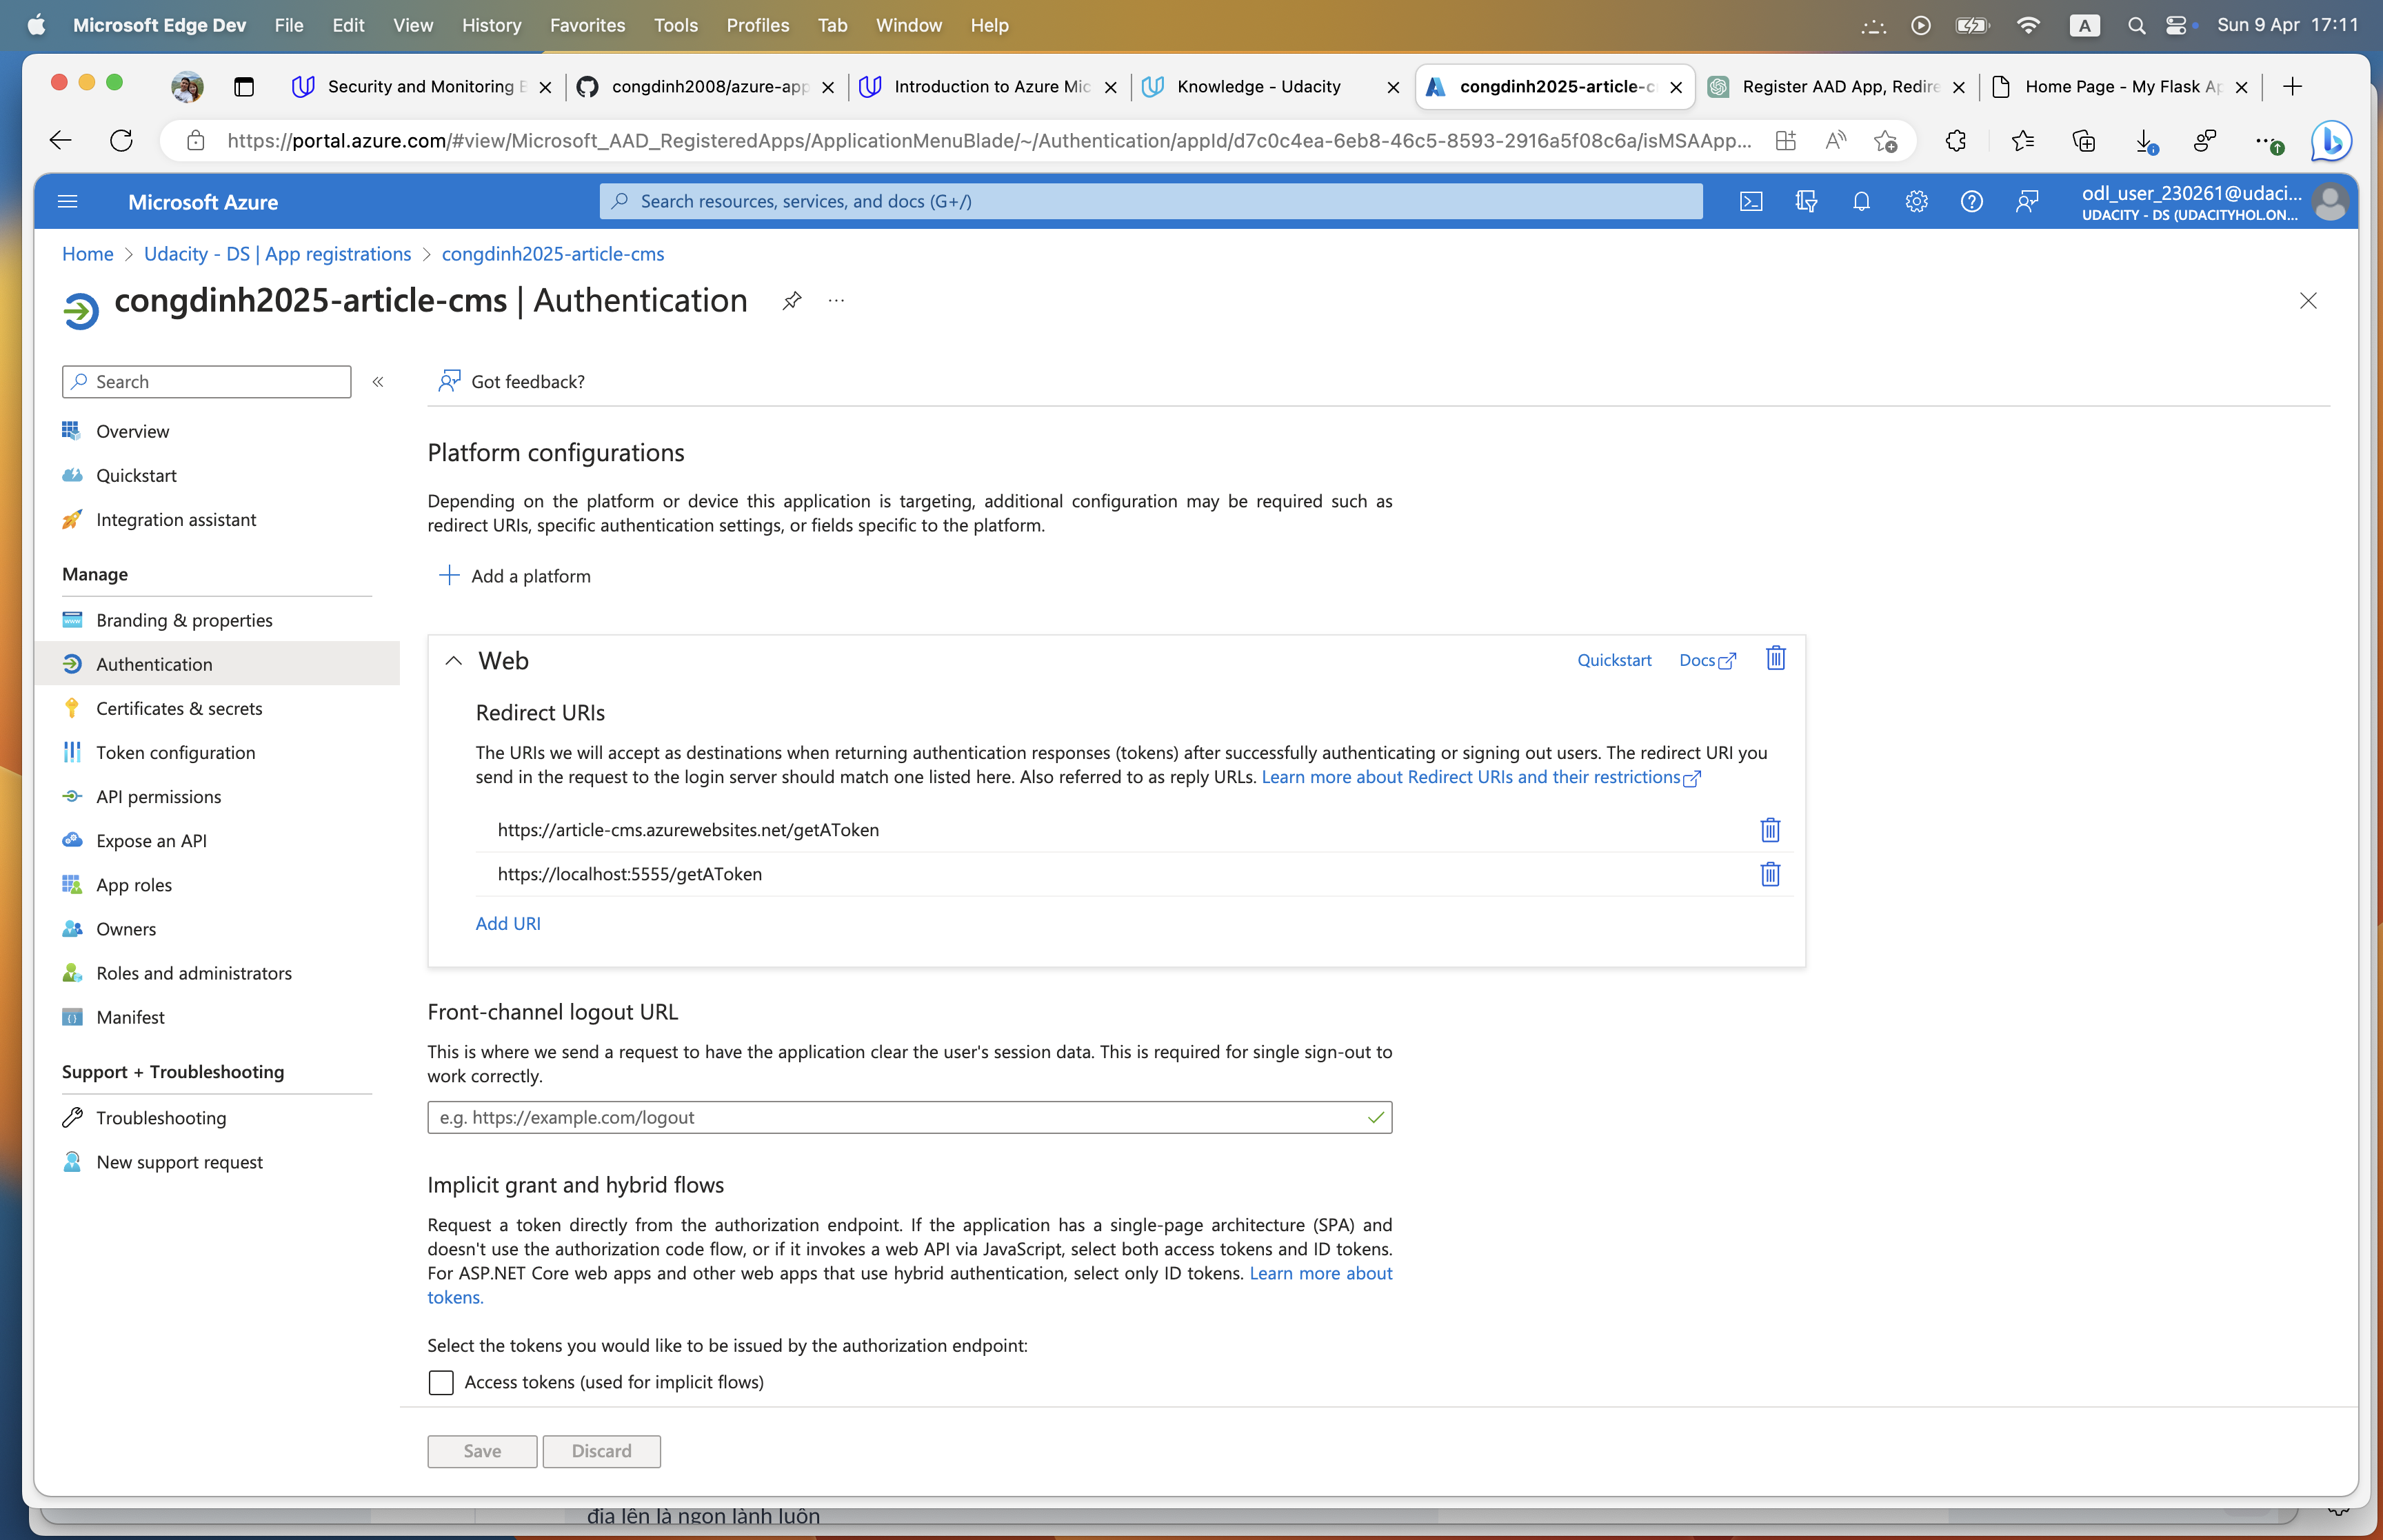 Microsoft Edge Dev File Edit View History Favorites Tools Profiles Tab Window Help A Sun 9 Apr 17:11
Security and Monitoring congdinh2008/azure-app Introduction to Azure Mic Knowledge - Udacity congdinh2025-article-c Register AAD App, Redire Home Page - My Flask Ap
https://portal.azure.com/#view/Microsoft_AAD_RegisteredApps/ApplicationMenuBlade/~/Authentication/appId/d7c0c4ea-6eb8-46c5-8593-2916a5f08c6a/isMSAApp...
Microsoft Azure Search resources, services, and docs (G+/) odl_user_230261@udaci...
UDACITY - DS (UDACITYHOL.ON...
Home > Udacity - DS | App registrations > congdinh2025-article-cms
congdinh2025-article-cms | Authentication ...
Search «
Overview
Quickstart
Integration assistant
Manage
Branding & properties
Authentication
Certificates & secrets
Token configuration
API permissions
Expose an API
App roles
Owners
Roles and administrators
Manifest
Support + Troubleshooting
Troubleshooting
New support request
Got feedback?
Platform configurations
Depending on the platform or device this application is targeting, additional configuration may be required such as
redirect URIs, specific authentication settings, or fields specific to the platform.
Add a platform
Web Quickstart Docs
Redirect URIs
The URIs we will accept as destinations when returning authentication responses (tokens) after successfully authenticating or signing out users. The redirect URI you
send in the request to the login server should match one listed here. Also referred to as reply URLs. Learn more about Redirect URIs and their restrictions
https://article-cms.azurewebsites.net/getAToken
https://localhost:5555/getAToken
Add URI
Front-channel logout URL
This is where we send a request to have the application clear the user's session data. This is required for single sign-out to
work correctly.
e.g. https://example.com/logout
Implicit grant and hybrid flows
Request a token directly from the authorization endpoint. If the application has a single-page architecture (SPA) and
doesn't use the authorization code flow, or if it invokes a web API via JavaScript, select both access tokens and ID tokens.
For ASP.NET Core web apps and other web apps that use hybrid authentication, select only ID tokens. Learn more about
tokens.
Select the tokens you would like to be issued by the authorization endpoint:
Access tokens (used for implicit flows)
Save Discard
địa lên là ngon lành luôn